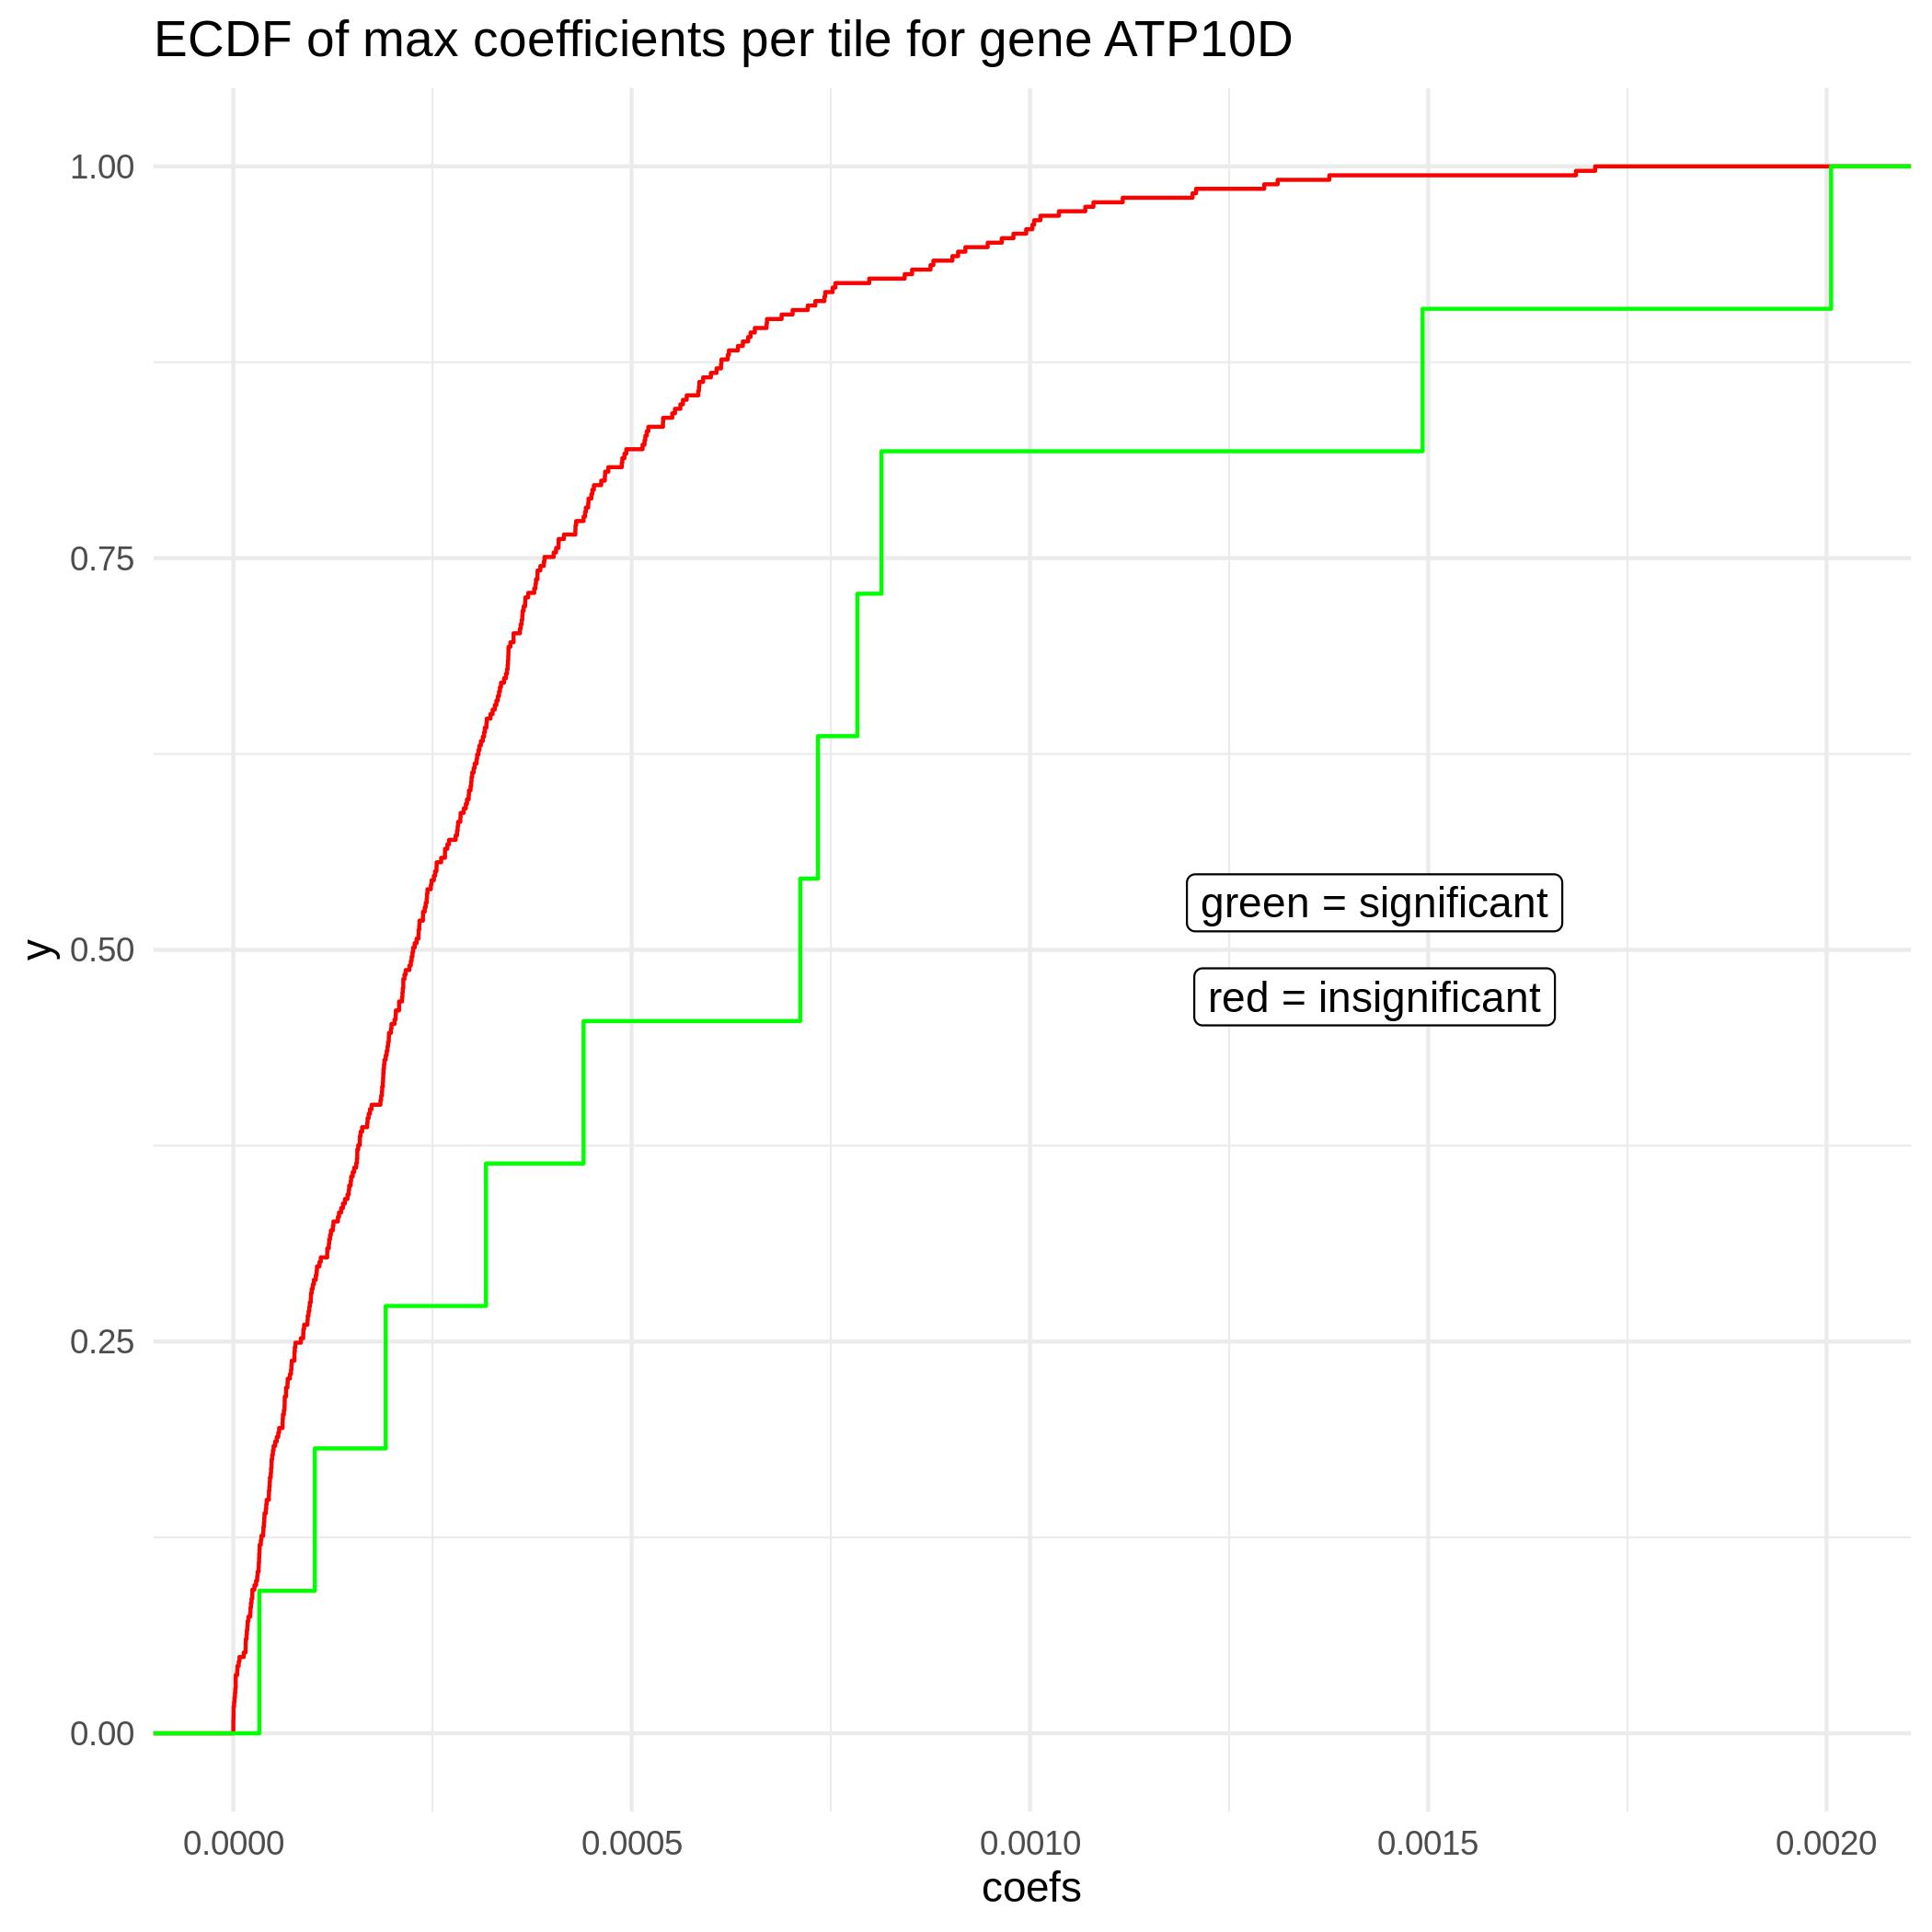 ECDF of max coefficients per tile for gene ATP10D
1.00
0.75
0.50
0.25
0.00
y
green = significant
red = insignificant
0.0000 0.0005 0.0010 0.0015 0.0020
coefs